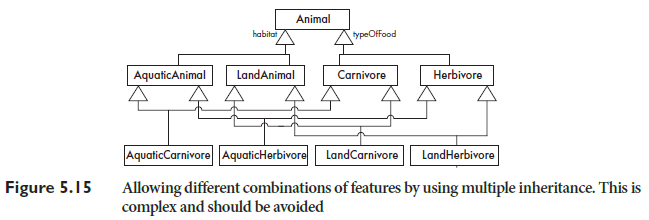 Animal
habitat
typeOfFood
AquaticAnimal
LandAnimal
Carnivore
Herbivore
AquaticCarnivore
AquaticHerbivore
LandCarnivore
LandHerbivore
Figure 5.15 Allowing different combinations of features by using multiple inheritance. This is
complex and should be avoided